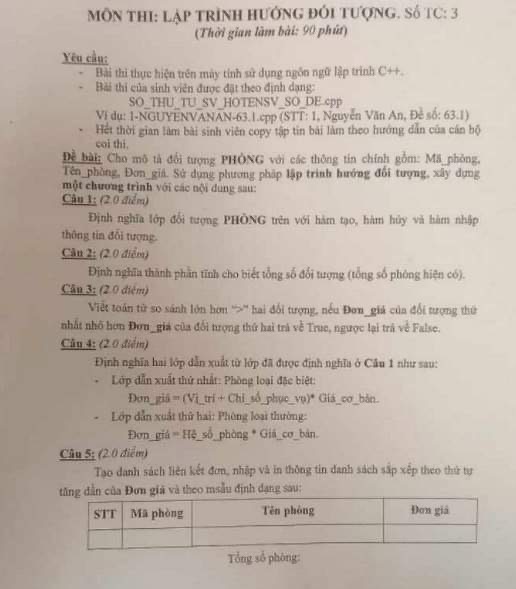 MÔN THI: LẬP TRÌNH HƯỚNG ĐỐI TƯỢNG. Số TC: 3
(Thời gian làm bài: 90 phút)
Yêu cầu:
- Bài thi thực hiện trên máy tính sử dụng ngôn ngữ lập trình C++.
- Bài thi của sinh viên được đặt theo định dạng:
SO_THU_TU_SV_HOTENSV_SO_DE.cpp
Ví dụ: 1-NGUYENVANAN-63.1.cpp (STT: 1, Nguyễn Văn An, Đề số: 63.1)
- Hết thời gian làm bài sinh viên copy tập tin bài làm theo hướng dẫn của cán bộ
coi thi.
Đề bài: Cho mô tả đối tượng PHÒNG với các thông tin chính gồm: Mã_phòng,
Tên_phòng, Đơn_giá. Sử dụng phương pháp lập trình hướng đối tượng, xây dựng
một chương trình với các nội dung sau:
Câu 1: (2.0 điểm)
Định nghĩa lớp đối tượng PHÒNG trên với hàm tạo, hàm hủy và hàm nhập
thông tin đối tượng.
Câu 2: (2.0 điểm)
Định nghĩa thành phần tĩnh cho biết tổng số đối tượng (tổng số phòng hiện có).
Câu 3: (2.0 điểm)
Viết toán tử so sánh lớn hơn ">" hai đối tượng, nếu Đơn_giá của đối tượng thứ
nhất nhỏ hơn Đơn_giá của đối tượng thứ hai trả về True, ngược lại trả về False.
Câu 4: (2.0 điểm)
Định nghĩa hai lớp dẫn xuất từ lớp đã được định nghĩa ở Câu 1 như sau:
- Lớp dẫn xuất thứ nhất: Phòng loại đặc biệt:
Đơn_giá = (Vị_trí + Chỉ_số_phục_vụ)* Giá_cơ_bản.
- Lớp dẫn xuất thứ hai: Phòng loại thường:
Đơn_giá = Hệ_số_phòng * Giá_cơ_bản.
Câu 5: (2.0 điểm)
Tạo danh sách liên kết đơn, nhập và in thông tin danh sách sắp xếp theo thứ tự
tăng dần của Đơn giá và theo msẫu định dạng sau:
STT Mã phòng Tên phòng Đơn giá
Tổng số phòng: